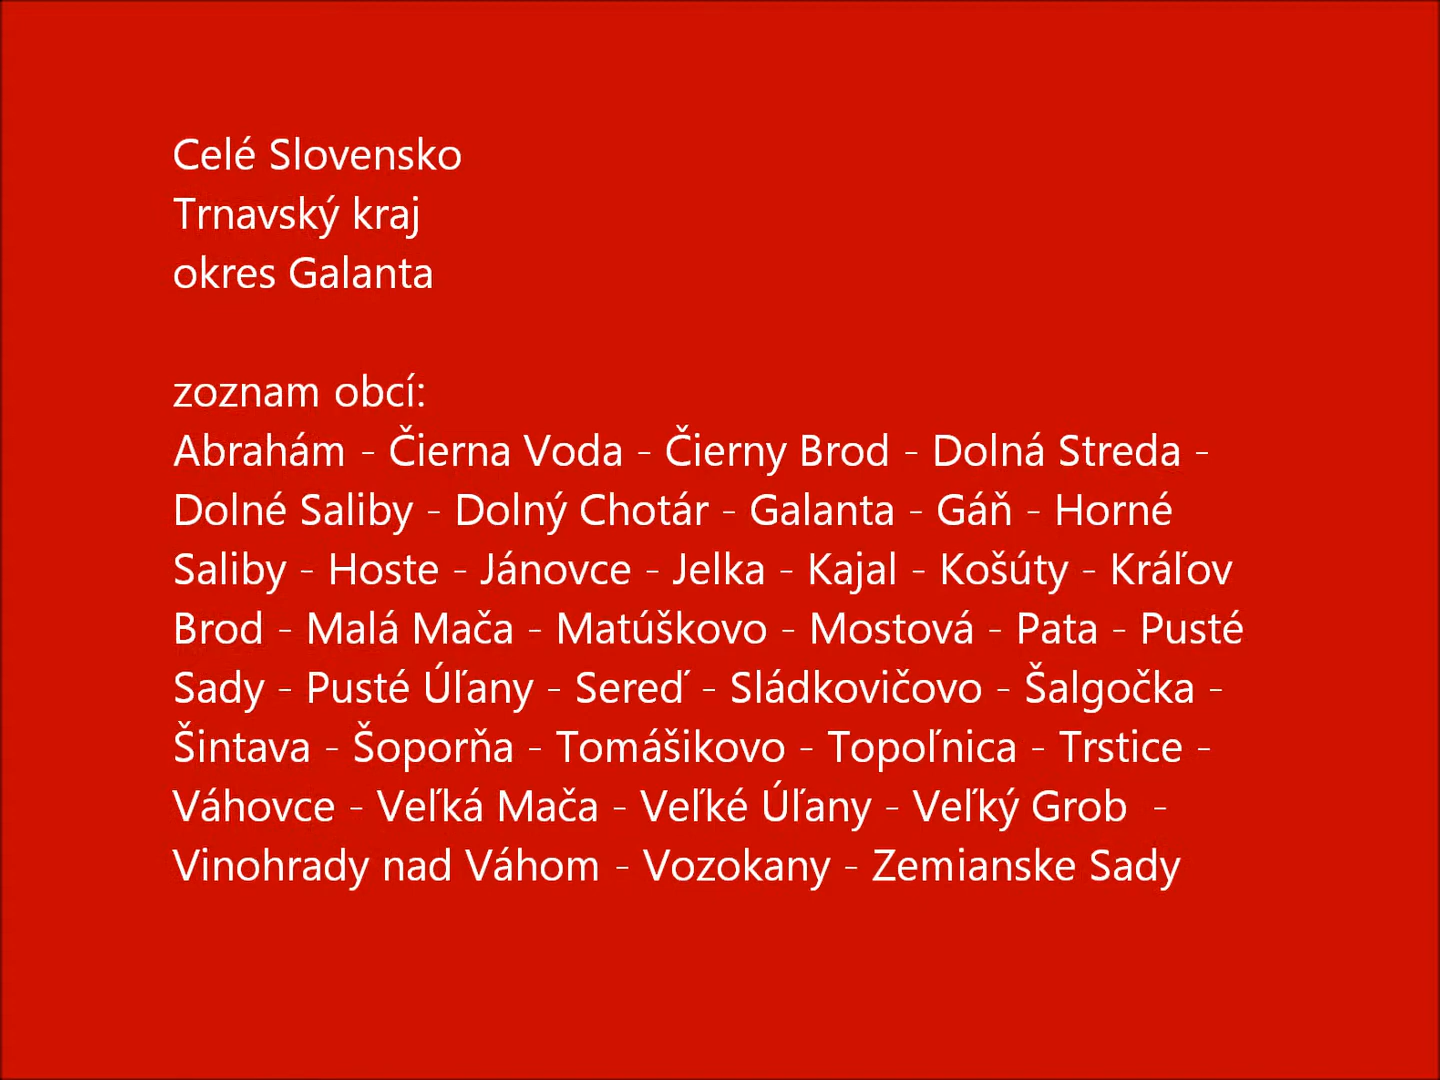 Celé Slovensko
Trnavský kraj
okres Galanta
zoznam obcí:
Abrahám - Čierna Voda - Čierny Brod - Dolná Streda -
Dolné Saliby - Dolný Chotár - Galanta - Gáň - Horné
Saliby - Hoste - Jánovce - Jelka - Kajal - Košúty - Kráľov
Brod - Malá Mača - Matúškovo - Mostová - Pata - Pusté
Sady - Pusté Úľany - Sereď - Sládkovičovo - Šalgočka -
Šintava - Šoporňa - Tomášikovo - Topoľnica - Trstice -
Váhovce - Veľká Mača - Veľké Úľany - Veľký Grob  -
Vinohrady nad Váhom - Vozokany - Zemianske Sady